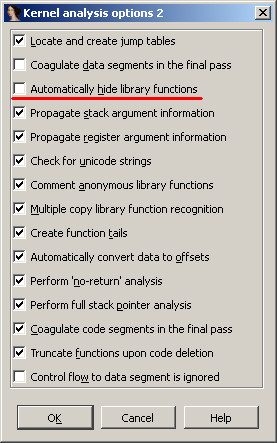 Kernel analysis options 2
Locate and create jump tables
Coagulate data segments in the final pass
Automatically hide library functions
Propagate stack argument information
Propagate register argument information
Check for unicode strings
Comment anonymous library functions
Multiple copy library function recognition
Create function tails
Automatically convert data to offsets
Perform 'no-return' analysis
Perform full stack pointer analysis
Coagulate code segments in the final pass
Truncate functions upon code deletion
Control flow to data segment is ignored
OK Cancel Help